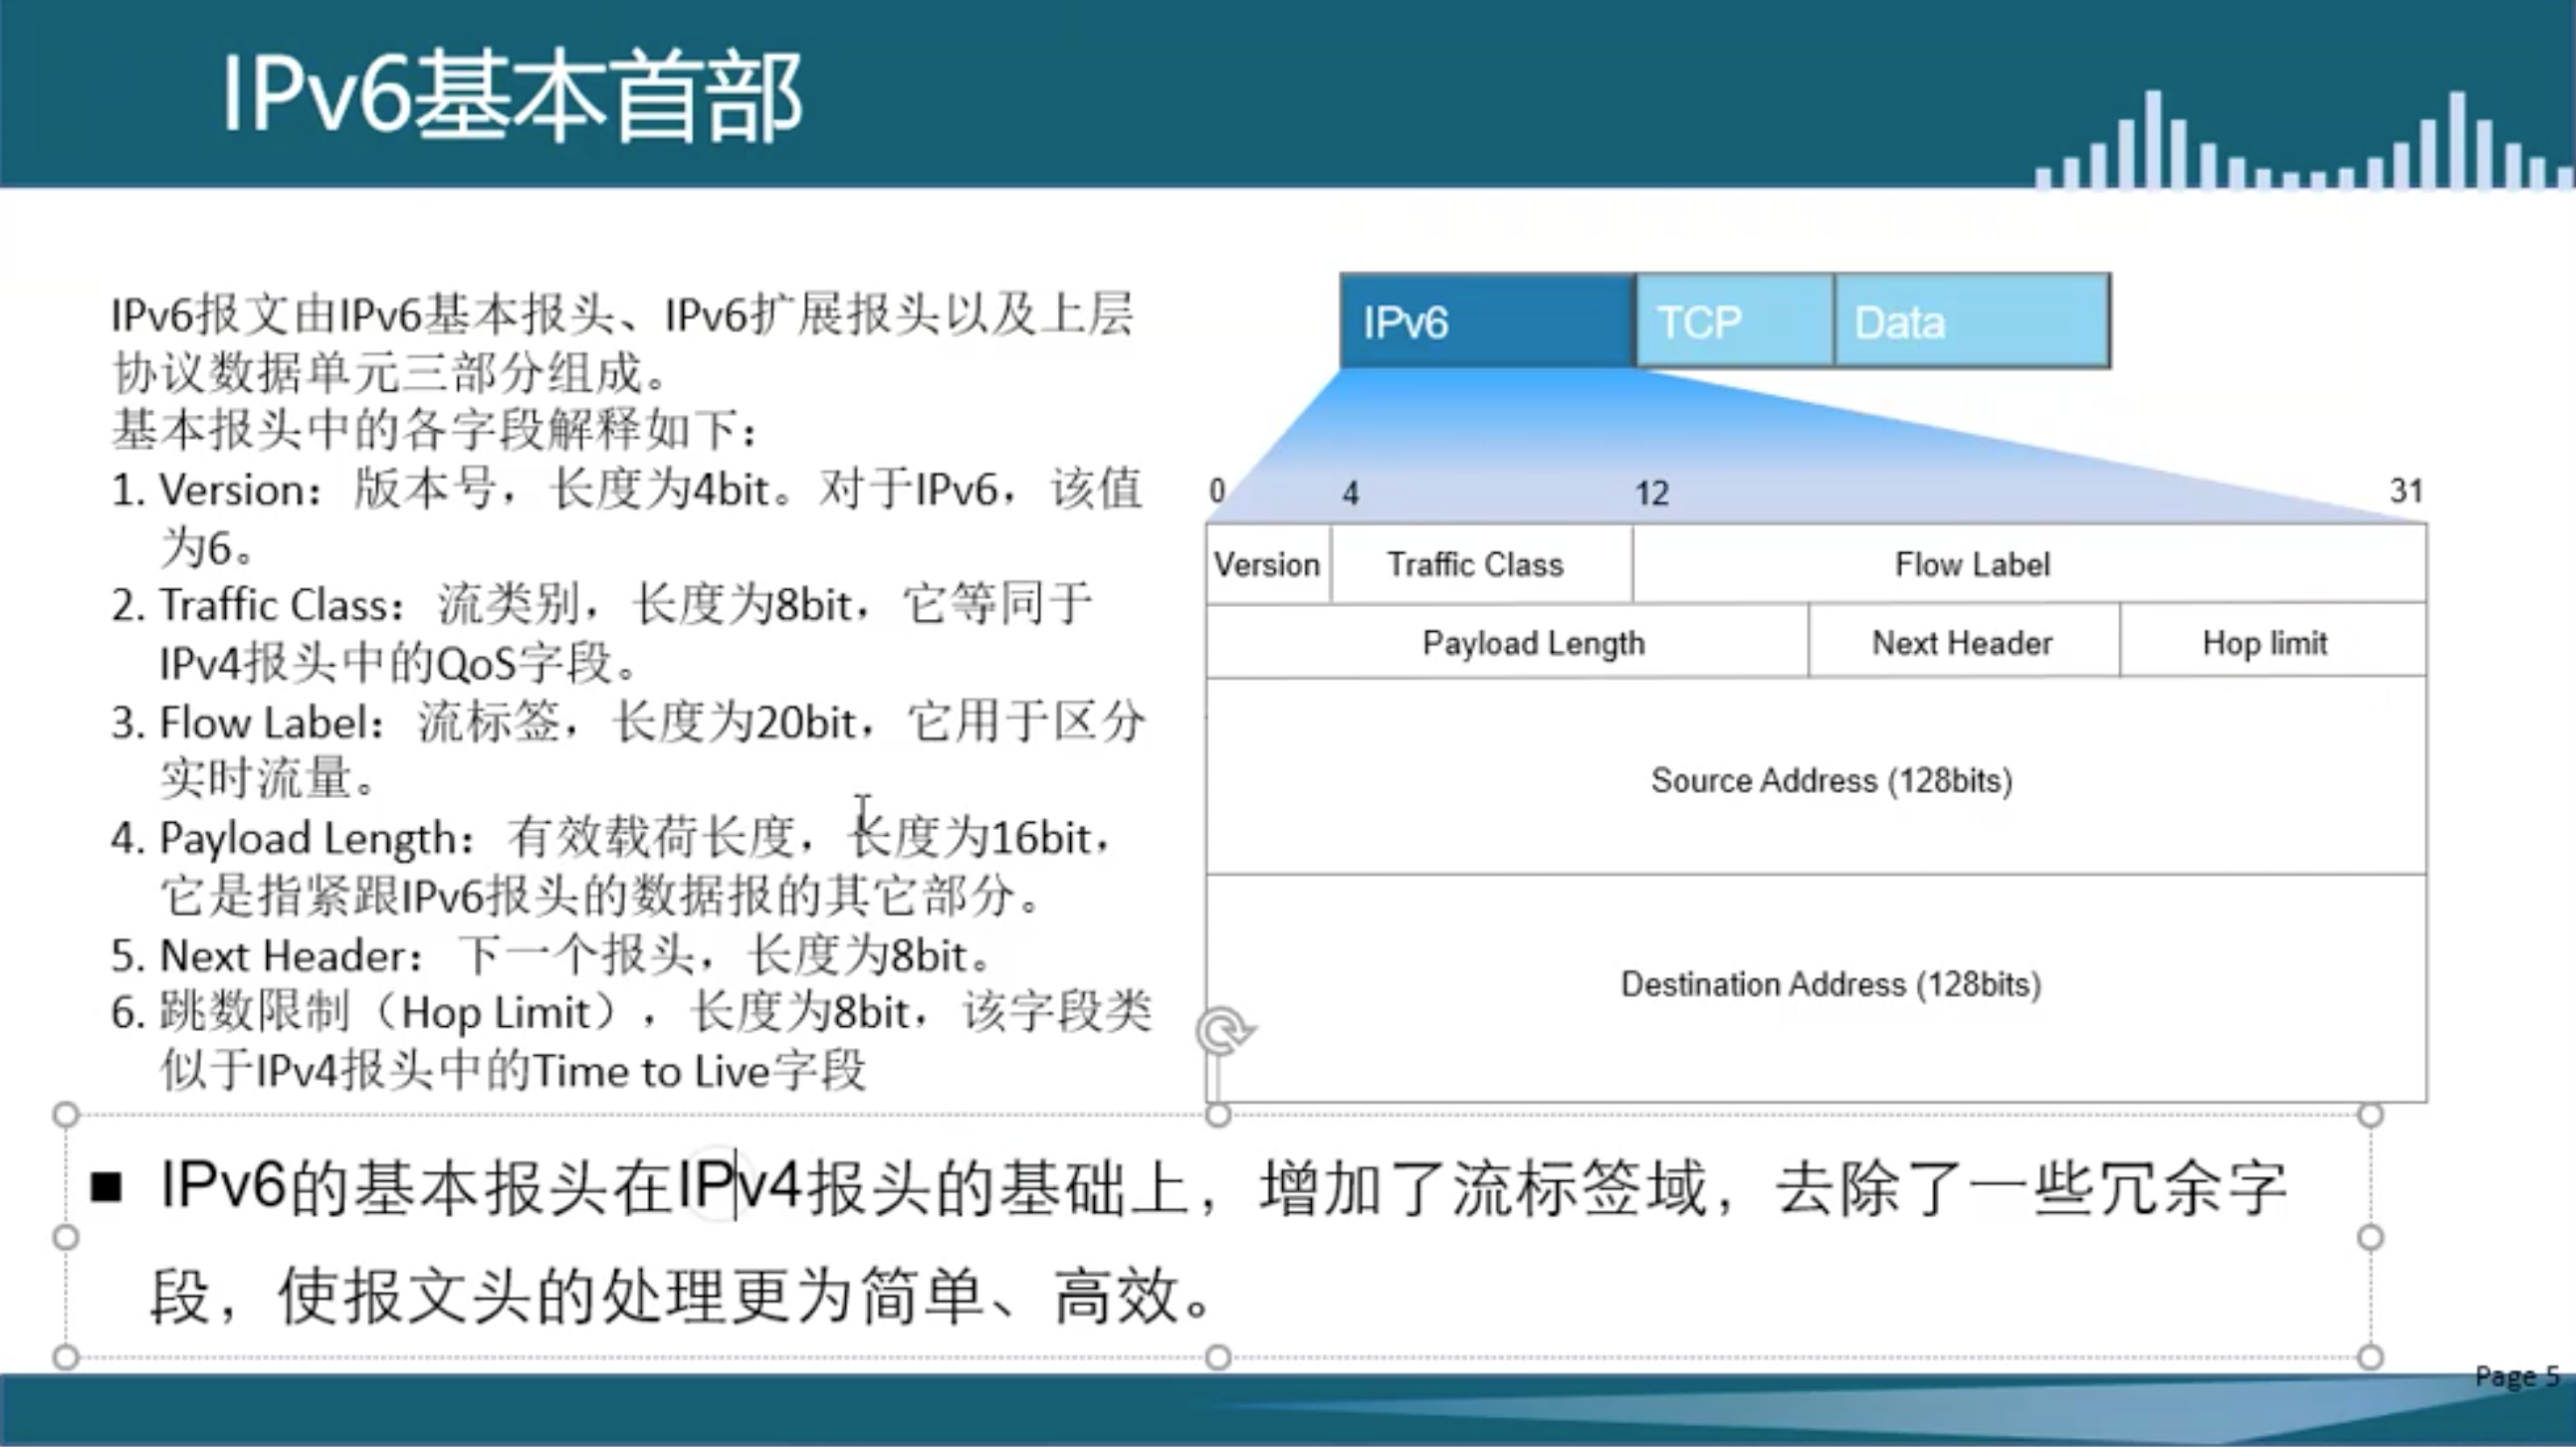 IPv6基本首部
IPv6报文由IPv6基本报头、IPv6扩展报头以及上层
协议数据单元三部分组成。
基本报头中的各字段解释如下：
1. Version：版本号，长度为4bit。对于IPv6，该值
为6。
2. Traffic Class：流类别，长度为8bit，它等同于
IPv4报头中的QoS字段。
3. Flow Label：流标签，长度为20bit，它用于区分
实时流量。
4. Payload Length：有效载荷长度，长度为16bit，
它是指紧跟IPv6报头的数据报的其它部分。
5. Next Header：下一个报头，长度为8bit。
6. 跳数限制（Hop Limit），长度为8bit，该字段类
似于IPv4报头中的Time to Live字段
IPv6 TCP Data
0 4 12 31
Version Traffic Class Flow Label
Payload Length Next Header Hop limit
Source Address (128bits)
Destination Address (128bits)
■ IPv6的基本报头在IPv4报头的基础上，增加了流标签域，去除了一些冗余字
段，使报文头的处理更为简单、高效。
Page 5